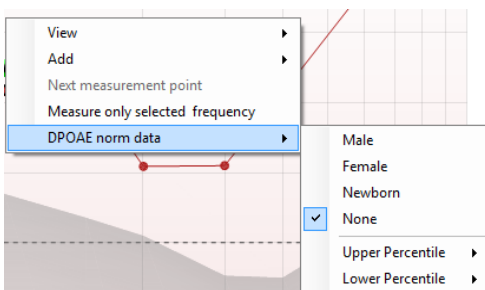 View
Add
Next measurement point
Measure only selected frequency
DPOAE norm data
Male
Female
Newborn
None
Upper Percentile
Lower Percentile